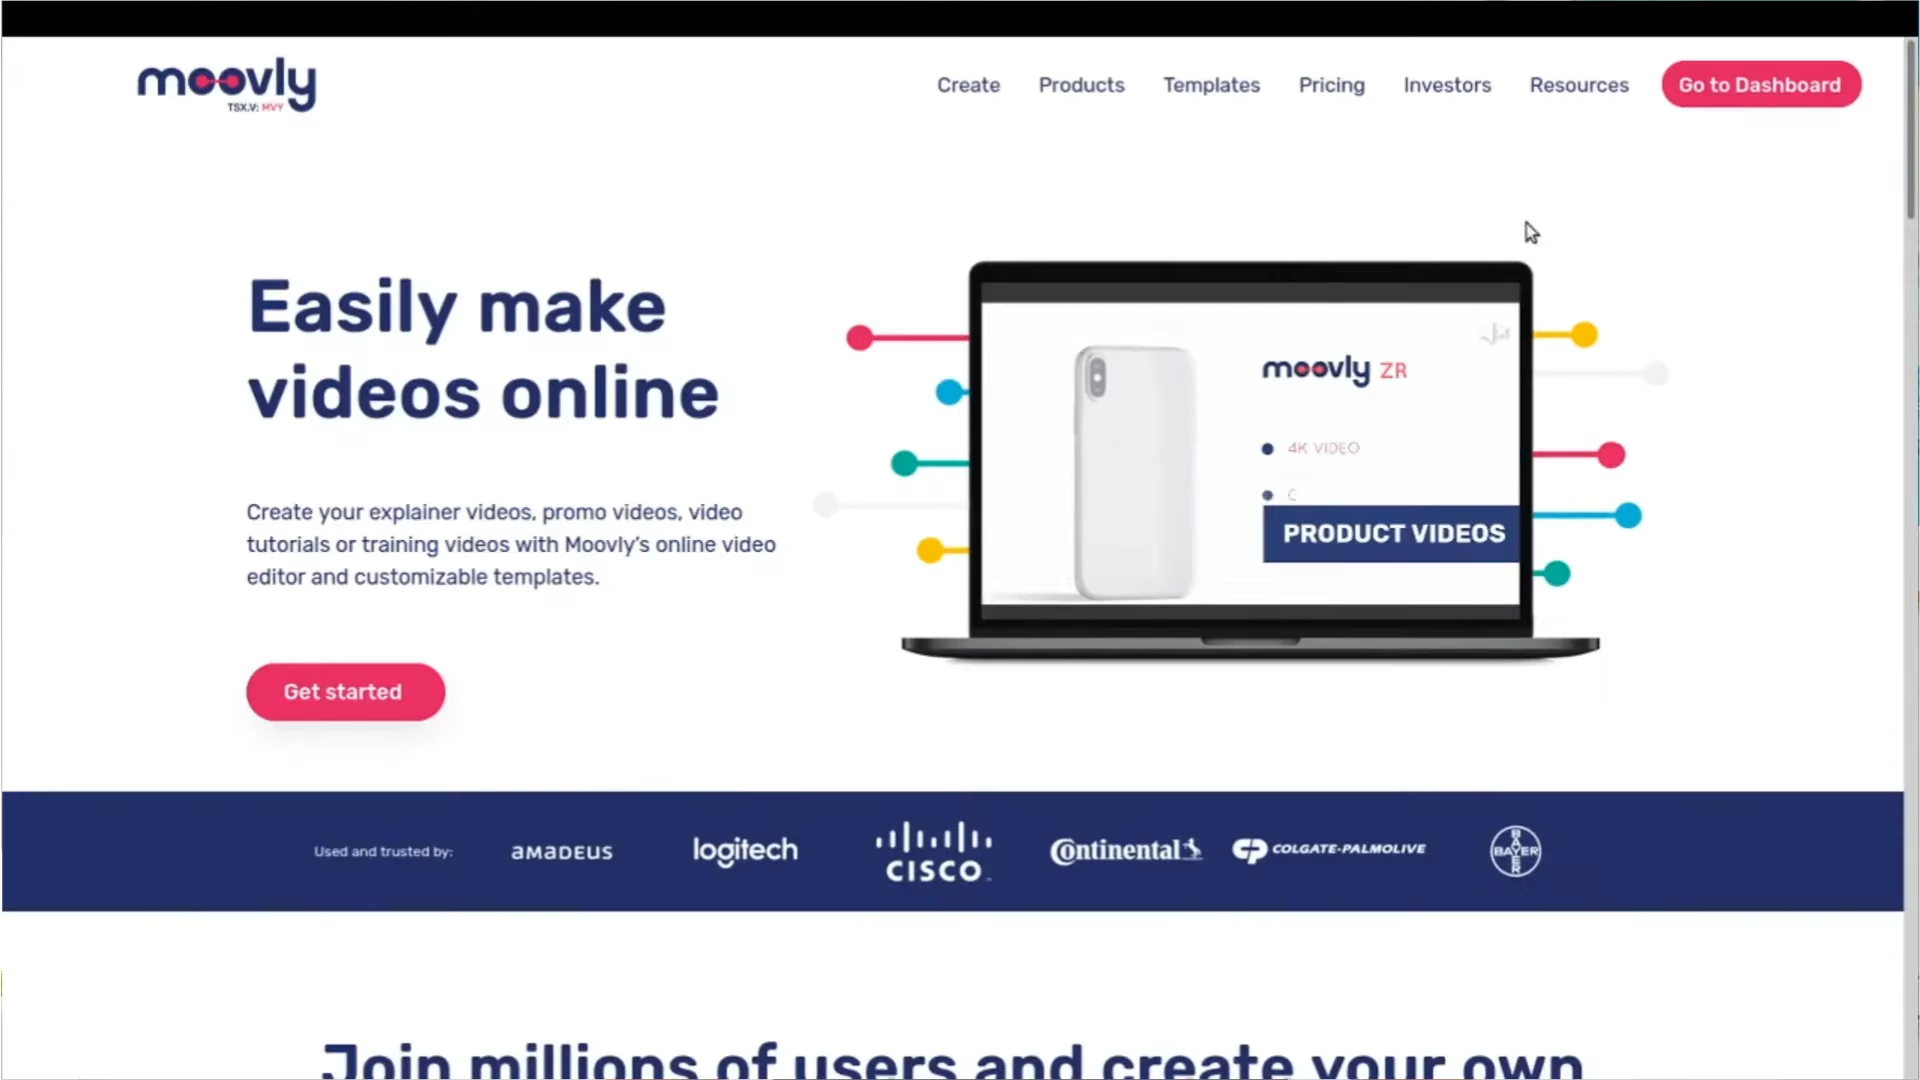 moovly
TSX.V: MVY
Create
Products
Templates
Pricing
Investors
Resources
Go to Dashboard
Easily make
videos online
Create your explainer videos, promo videos, video
tutorials or training videos with Moovly’s online video
editor and customizable templates.
Get started
moovly ZR
4K VIDEO
C
PRODUCT VIDEOS
Used and trusted by:
amadeus
logitech
CISCO
Continental
CP COLGATE-PALMOLIVE
BAYER
BAYER
Join millions of users and create your own